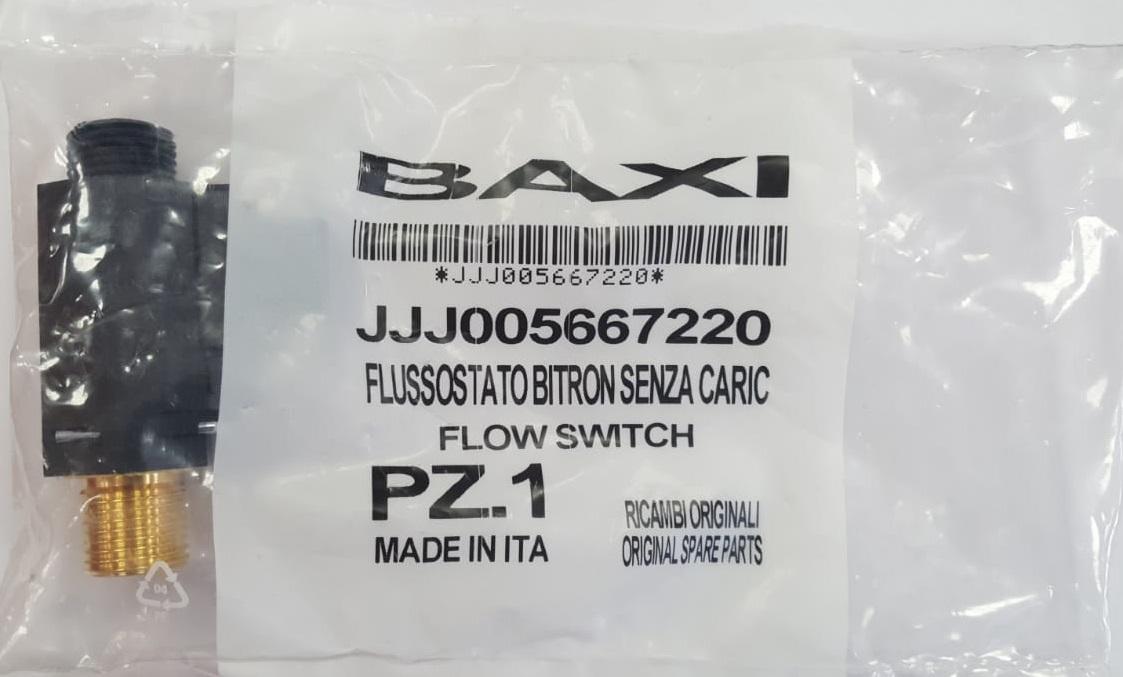 BAXI
*JJJ005667220*
JJJ005667220
FLUSSOSTATO BITRON SENZA CARIC
FLOW SWITCH
PZ.1
MADE IN ITA
RICAMBI ORIGINALI
ORIGINAL SPARE PARTS